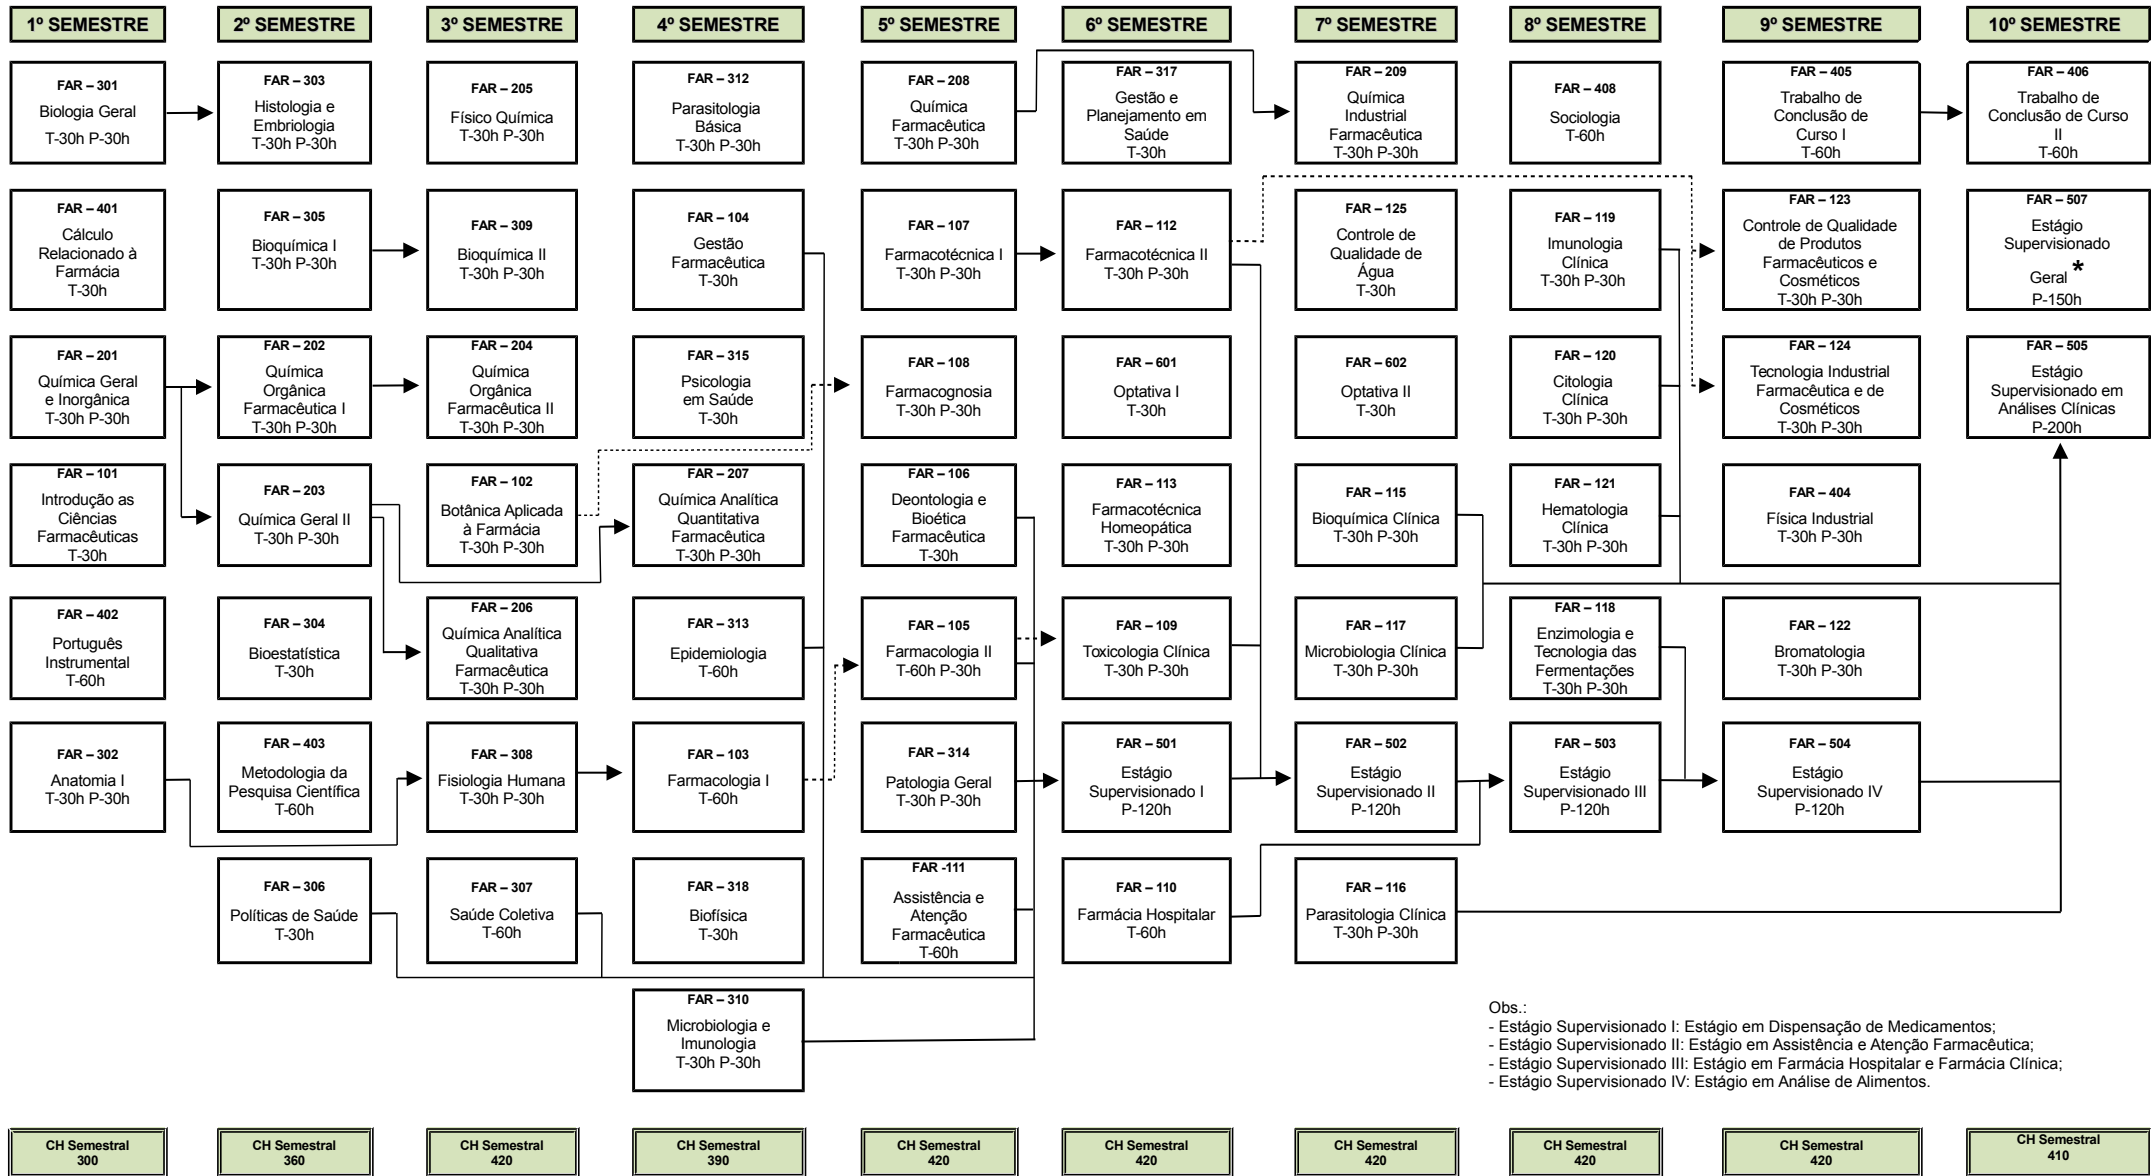 1º SEMESTRE
2º SEMESTRE
3º SEMESTRE
4º SEMESTRE
5º SEMESTRE
6º SEMESTRE
7º SEMESTRE
8º SEMESTRE
9º SEMESTRE
10º SEMESTRE
FAR – 301
Biologia Geral
T-30h P-30h
FAR – 303
Histologia e
Embriologia
T-30h P-30h
FAR – 205
Físico Química
T-30h P-30h
FAR – 312
Parasitologia
Básica
T-30h P-30h
FAR – 208
Química
Farmacêutica
T-30h P-30h
FAR – 317
Gestão e
Planejamento em
Saúde
T-30h
FAR – 209
Química
Industrial
Farmacêutica
T-30h P-30h
FAR – 408
Sociologia
T-60h
FAR – 405
Trabalho de
Conclusão de
Curso I
T-60h
FAR – 406
Trabalho de
Conclusão de Curso
II
T-60h
FAR – 401
Cálculo
Relacionado à
Farmácia
T-30h
FAR – 305
Bioquímica I
T-30h P-30h
FAR – 309
Bioquímica II
T-30h P-30h
FAR – 104
Gestão
Farmacêutica
T-30h
FAR – 107
Farmacotécnica I
T-30h P-30h
FAR – 112
Farmacotécnica II
T-30h P-30h
FAR – 125
Controle de
Qualidade de
Água
T-30h
FAR – 119
Imunologia
Clínica
T-30h P-30h
FAR – 123
Controle de Qualidade
de Produtos
Farmacêuticos e
Cosméticos
T-30h P-30h
FAR – 507
Estágio
Supervisionado
Geral *
P-150h
FAR – 201
Química Geral
e Inorgânica
T-30h P-30h
FAR – 202
Química
Orgânica
Farmacêutica I
T-30h P-30h
FAR – 204
Química
Orgânica
Farmacêutica II
T-30h P-30h
FAR – 315
Psicologia
em Saúde
T-30h
FAR – 108
Farmacognosia
T-30h P-30h
FAR – 601
Optativa I
T-30h
FAR – 602
Optativa II
T-30h
FAR – 120
Citologia
Clínica
T-30h P-30h
FAR – 124
Tecnologia Industrial
Farmacêutica e de
Cosméticos
T-30h P-30h
FAR – 505
Estágio
Supervisionado em
Análises Clínicas
P-200h
FAR – 101
Introdução as
Ciências
Farmacêuticas
T-30h
FAR – 203
Química Geral II
T-30h P-30h
FAR – 102
Botânica Aplicada
à Farmácia
T-30h P-30h
FAR – 207
Química Analítica
Quantitativa
Farmacêutica
T-30h P-30h
FAR – 106
Deontologia e
Bioética
Farmacêutica
T-30h
FAR – 113
Farmacotécnica
Homeopática
T-30h P-30h
FAR – 115
Bioquímica Clínica
T-30h P-30h
FAR – 121
Hematologia
Clínica
T-30h P-30h
FAR – 404
Física Industrial
T-30h P-30h
FAR – 402
Português
Instrumental
T-60h
FAR – 304
Bioestatística
T-30h
FAR – 206
Química Analítica
Qualitativa
Farmacêutica
T-30h P-30h
FAR – 313
Epidemiologia
T-60h
FAR – 105
Farmacologia II
T-60h P-30h
FAR – 109
Toxicologia Clínica
T-30h P-30h
FAR – 117
Microbiologia Clínica
T-30h P-30h
FAR – 118
Enzimologia e
Tecnologia das
Fermentações
T-30h P-30h
FAR – 122
Bromatologia
T-30h P-30h
FAR – 302
Anatomia I
T-30h P-30h
FAR – 403
Metodologia da
Pesquisa Científica
T-60h
FAR – 308
Fisiologia Humana
T-30h P-30h
FAR – 103
Farmacologia I
T-60h
FAR – 314
Patologia Geral
T-30h P-30h
FAR – 501
Estágio
Supervisionado I
P-120h
FAR – 502
Estágio
Supervisionado II
P-120h
FAR – 503
Estágio
Supervisionado III
P-120h
FAR – 504
Estágio
Supervisionado IV
P-120h
FAR – 306
Políticas de Saúde
T-30h
FAR – 307
Saúde Coletiva
T-60h
FAR – 318
Biofísica
T-30h
FAR -111
Assistência e
Atenção
Farmacêutica
T-60h
FAR – 110
Farmácia Hospitalar
T-60h
FAR – 116
Parasitologia Clínica
T-30h P-30h
FAR – 310
Microbiologia e
Imunologia
T-30h P-30h
Obs.:
- Estágio Supervisionado I: Estágio em Dispensação de Medicamentos;
- Estágio Supervisionado II: Estágio em Assistência e Atenção Farmacêutica;
- Estágio Supervisionado III: Estágio em Farmácia Hospitalar e Farmácia Clínica;
- Estágio Supervisionado IV: Estágio em Análise de Alimentos.
CH Semestral
300
CH Semestral
360
CH Semestral
420
CH Semestral
390
CH Semestral
420
CH Semestral
420
CH Semestral
420
CH Semestral
420
CH Semestral
420
CH Semestral
410